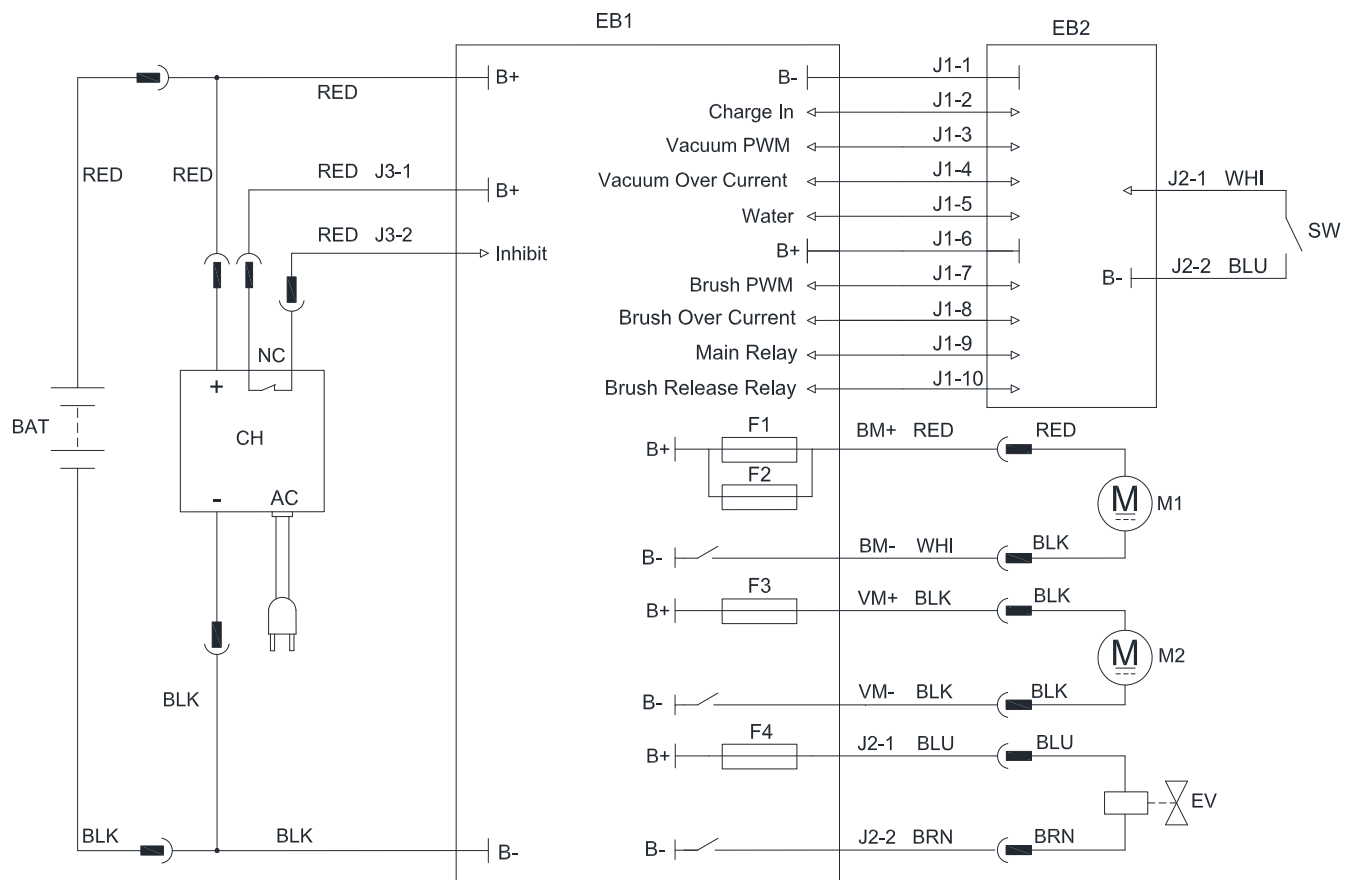 EB1
EB2
RED
B+
B-
J1-1
Charge In
J1-2
Vacuum PWM
J1-3
RED
RED
RED J3-1
B+
Vacuum Over Current
J1-4
J2-1 WHI
Water
J1-5
SW
RED J3-2
Inhibit
B+
J1-6
B-
J2-2 BLU
Brush PWM
J1-7
Brush Over Current
J1-8
NC
Main Relay
J1-9
+
Brush Release Relay
J1-10
BAT
CH
F1
B+
BM+ RED
RED
F2
-
AC
M
M1
B-
BM- WHI
BLK
F3
B+
VM+ BLK
BLK
M
M2
BLK
B-
VM- BLK
BLK
F4
B+
J2-1 BLU
BLU
EV
BLK
BLK
B-
B-
J2-2 BRN
BRN